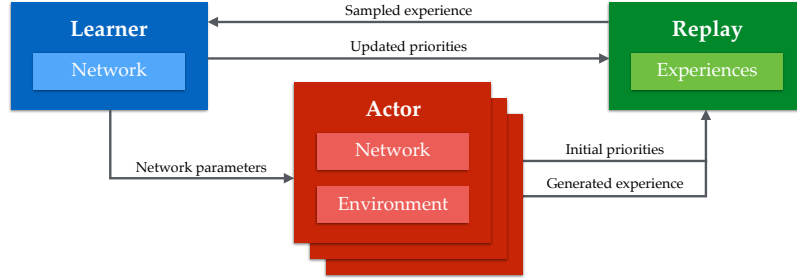 Sampled experience
Learner
Replay
Updated priorities
Network
Experiences
Actor
Network
Initial priorities
Network parameters
Generated experience
Environment